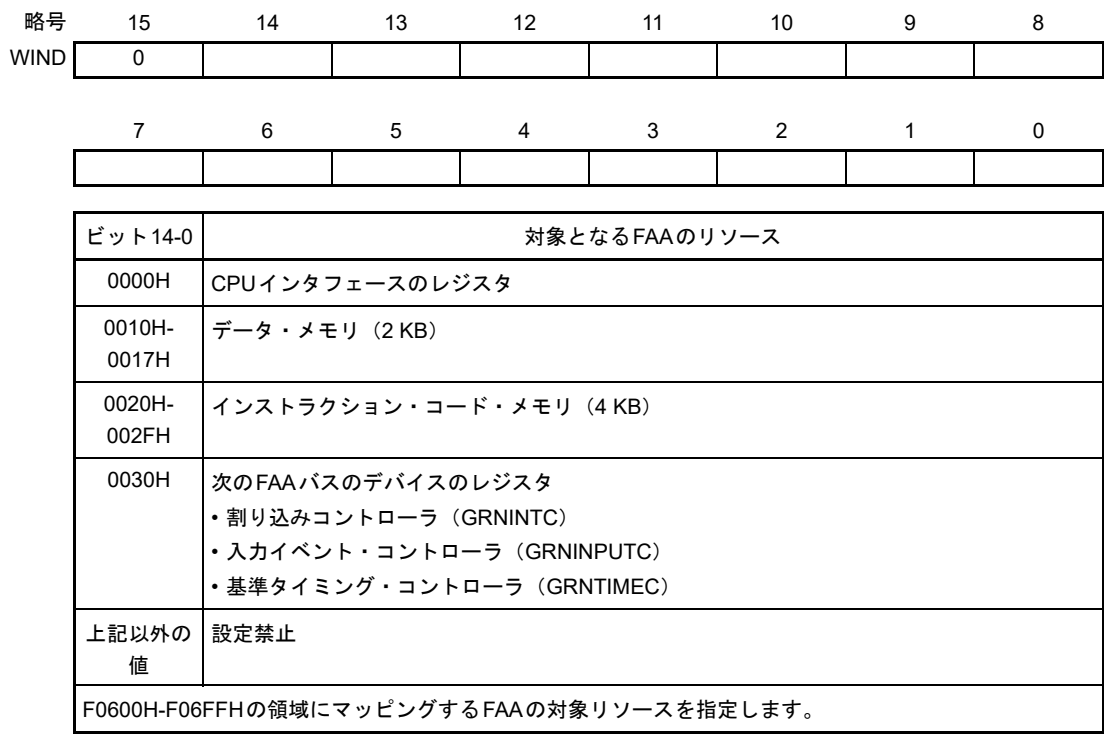 略号 15 14 13 12 11 10 9 8
WIND 0
7 6 5 4 3 2 1 0
ビット14-0 対象となるFAAのリソース
0000H CPUインタフェースのレジスタ
0010H- データ・メモリ（2 KB）
0017H
0020H- インストラクション・コード・メモリ（4 KB）
002FH
0030H 次のFAAバスのデバイスのレジスタ
• 割り込みコントローラ（GRNINTC）
• 入力イベント・コントローラ（GRNINPUTC）
• 基準タイミング・コントローラ（GRNTIMEC）
上記以外の 設定禁止
値
F0600H-F06FFHの領域にマッピングするFAAの対象リソースを指定します。